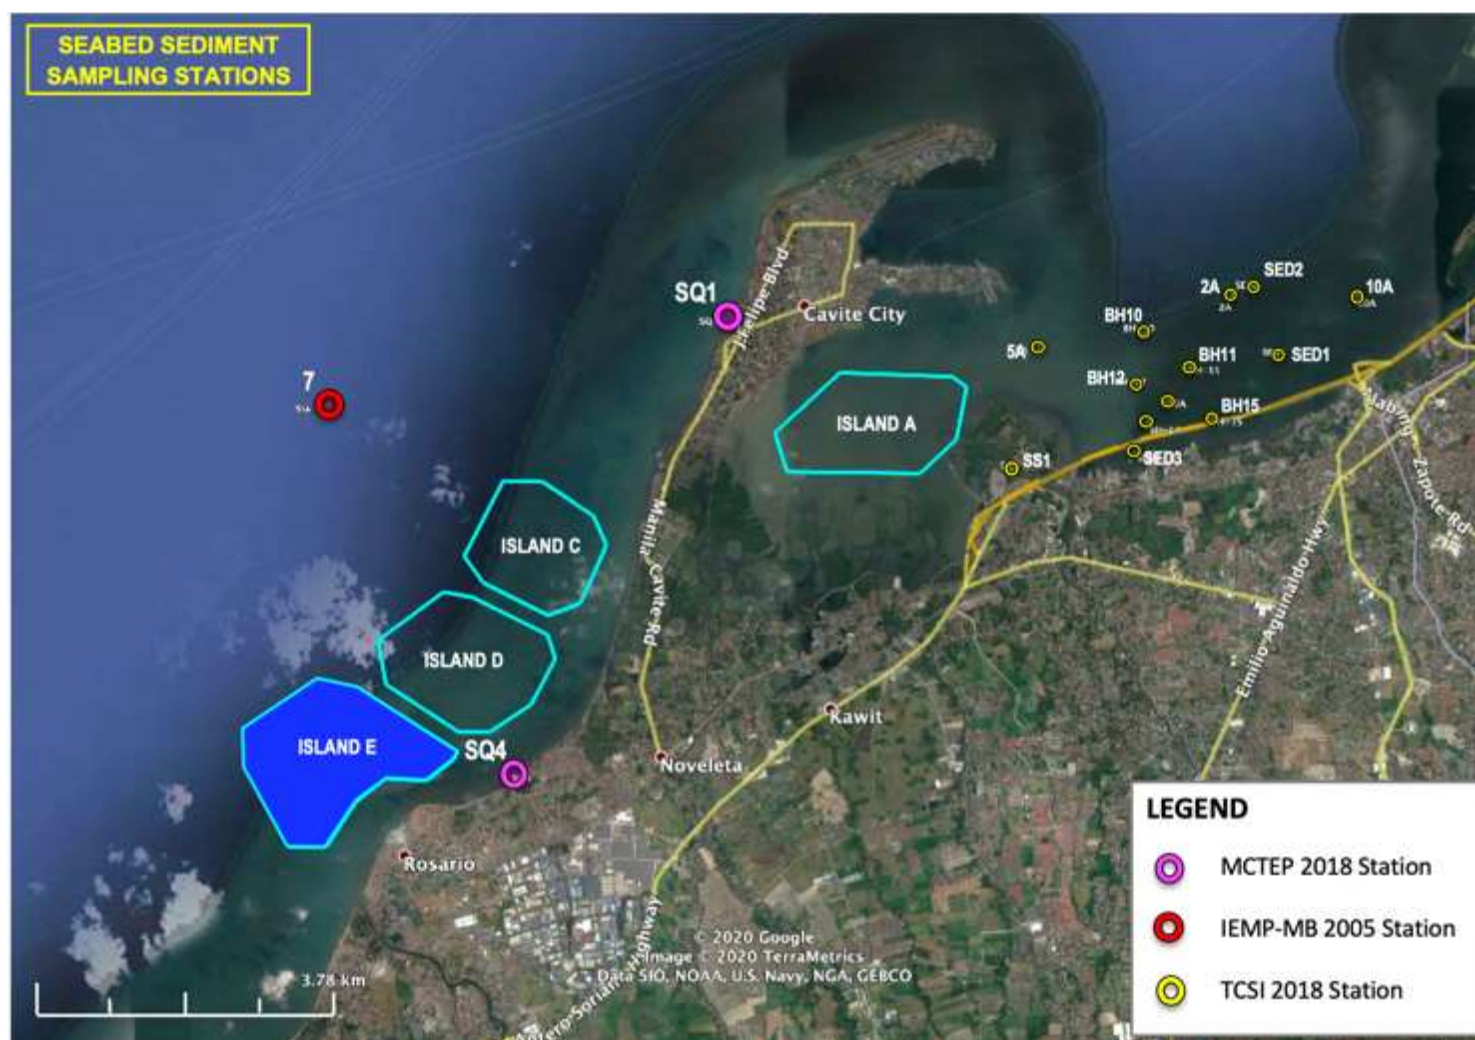 SEABED SEDIMENT
SAMPLING STATIONS
SED2
2A
10A
SQ1
J.Felipe-Blvd
Cavite City
BH10
5A
BH11
SED1
7
BH12
ISLAND A
BH15
SS1
SED3
Zapote-Rd
ISLAND C
Manila Cavite-Rd
Emilio-Aguinaldo-Hwy
ISLAND D
Kawit
ISLAND E
SQ4
Noveleta
Rosario
LEGEND
MCTEP 2018 Station
IEMP-MB 2005 Station
TCSI 2018 Station
© 2020 Google
Image © 2020 TerraMetrics
Data SIO, NOAA, U.S. Navy, NGA, GEBCO
3.78 km